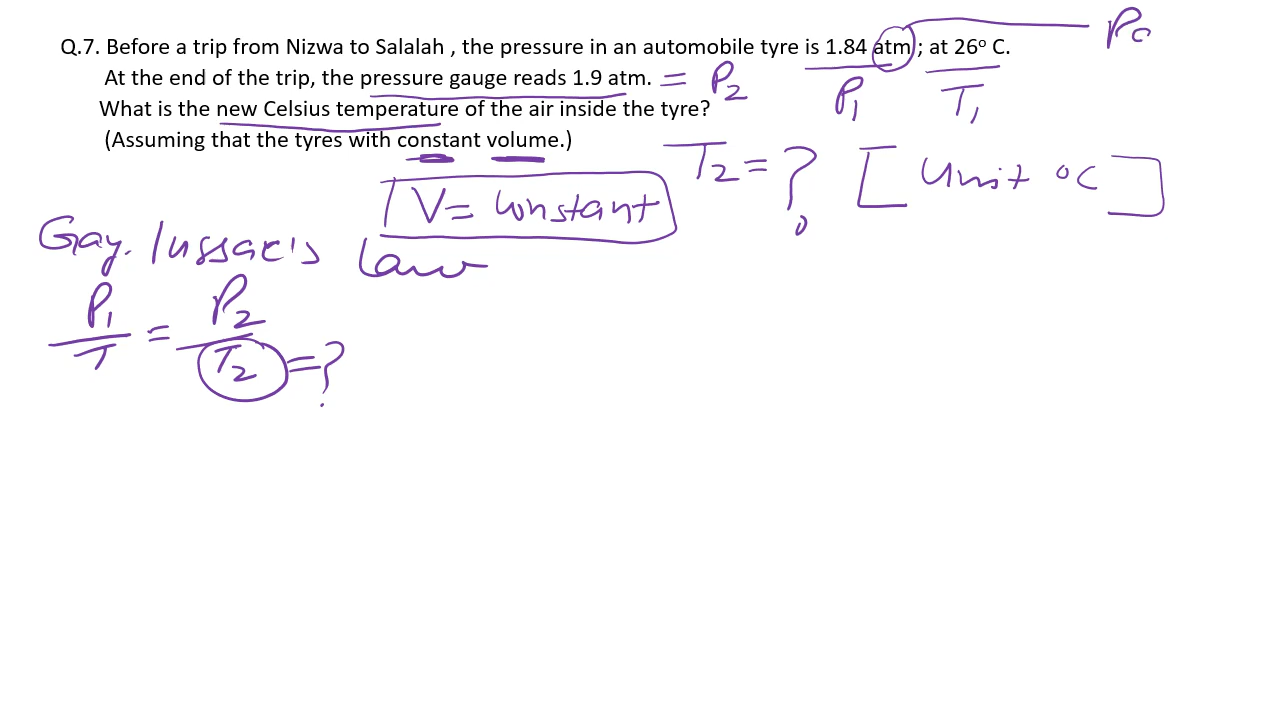 Q.7. Before a trip from Nizwa to Salalah , the pressure in an automobile tyre is 1.84 atm ; at 26° C.
At the end of the trip, the pressure gauge reads 1.9 atm.
What is the new Celsius temperature of the air inside the tyre?
(Assuming that the tyres with constant volume.)
Pa
= P2
P1
T1
T2 = ?
[ Unit °C ]
V = constant
Gay. lussac's law
P1/T = P2/T2 = ?